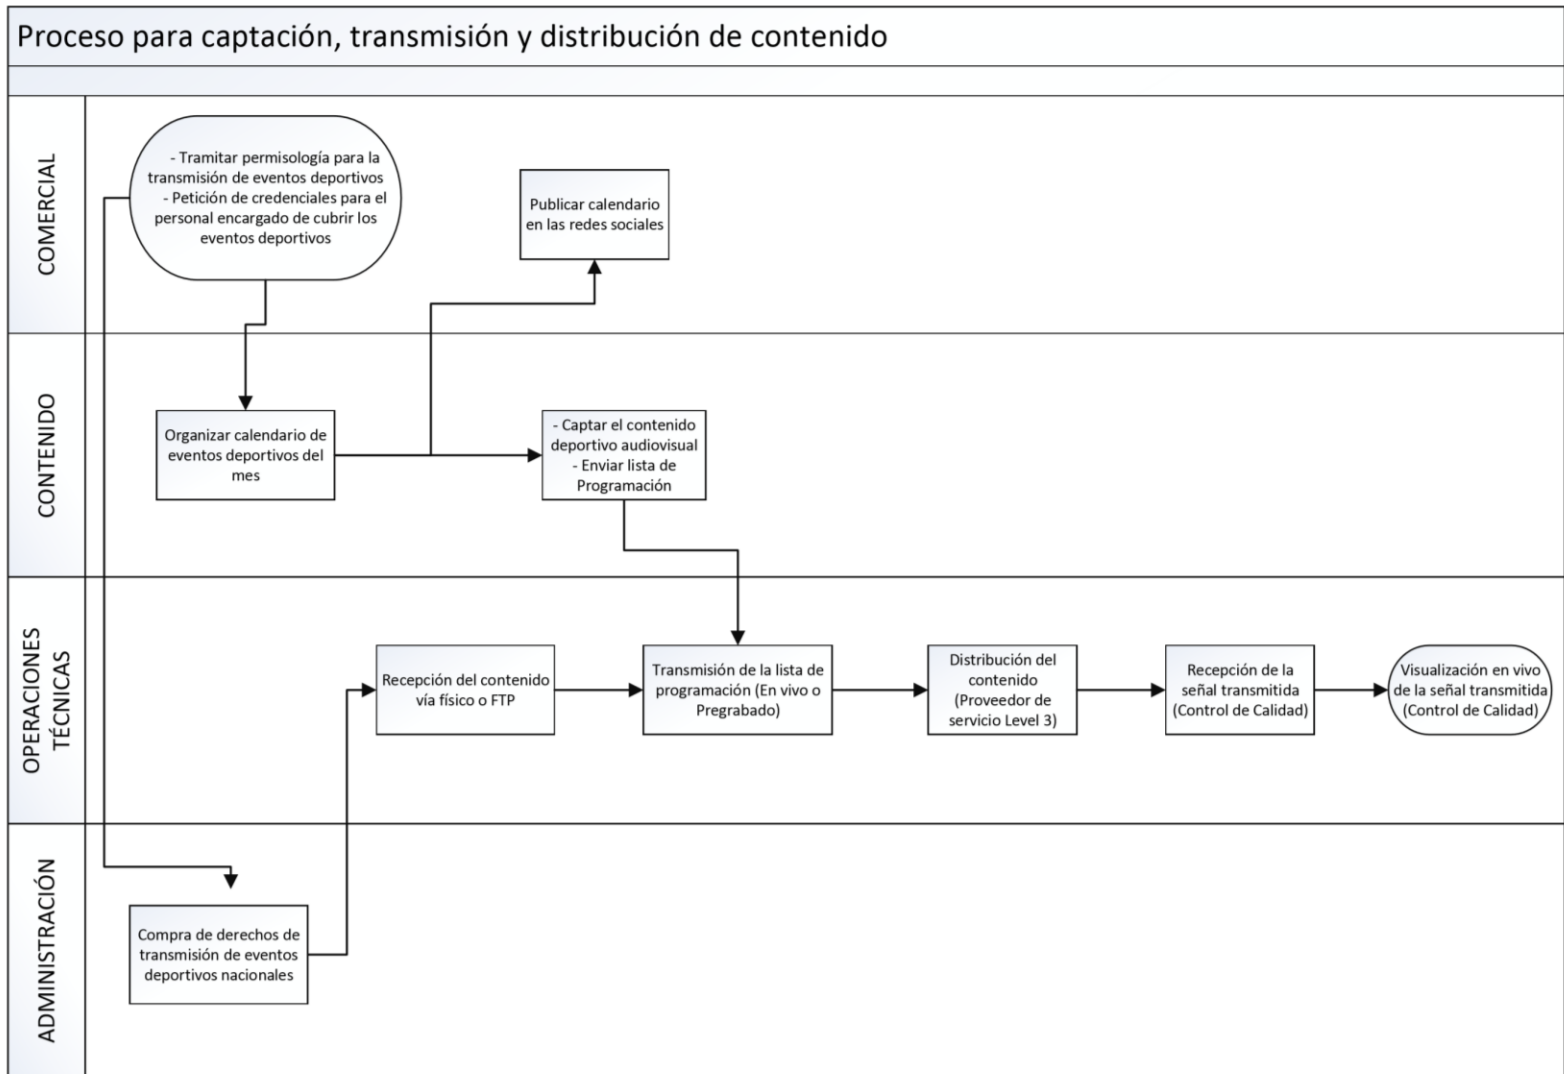 Proceso para captación, transmisión y distribución de contenido
COMERCIAL
- Tramitar permisología para la
transmisión de eventos deportivos
- Petición de credenciales para el
personal encargado de cubrir los
eventos deportivos
Publicar calendario
en las redes sociales
CONTENIDO
Organizar calendario de
eventos deportivos del
mes
- Captar el contenido
deportivo audiovisual
- Enviar lista de
Programación
OPERACIONES
TÉCNICAS
Recepción del contenido
vía físico o FTP
Transmisión de la lista de
programación (En vivo o
Pregrabado)
Distribución del
contenido
(Proveedor de
servicio Level 3)
Recepción de la
señal transmitida
(Control de Calidad)
Visualización en vivo
de la señal transmitida
(Control de Calidad)
ADMINISTRACIÓN
Compra de derechos de
transmisión de eventos
deportivos nacionales